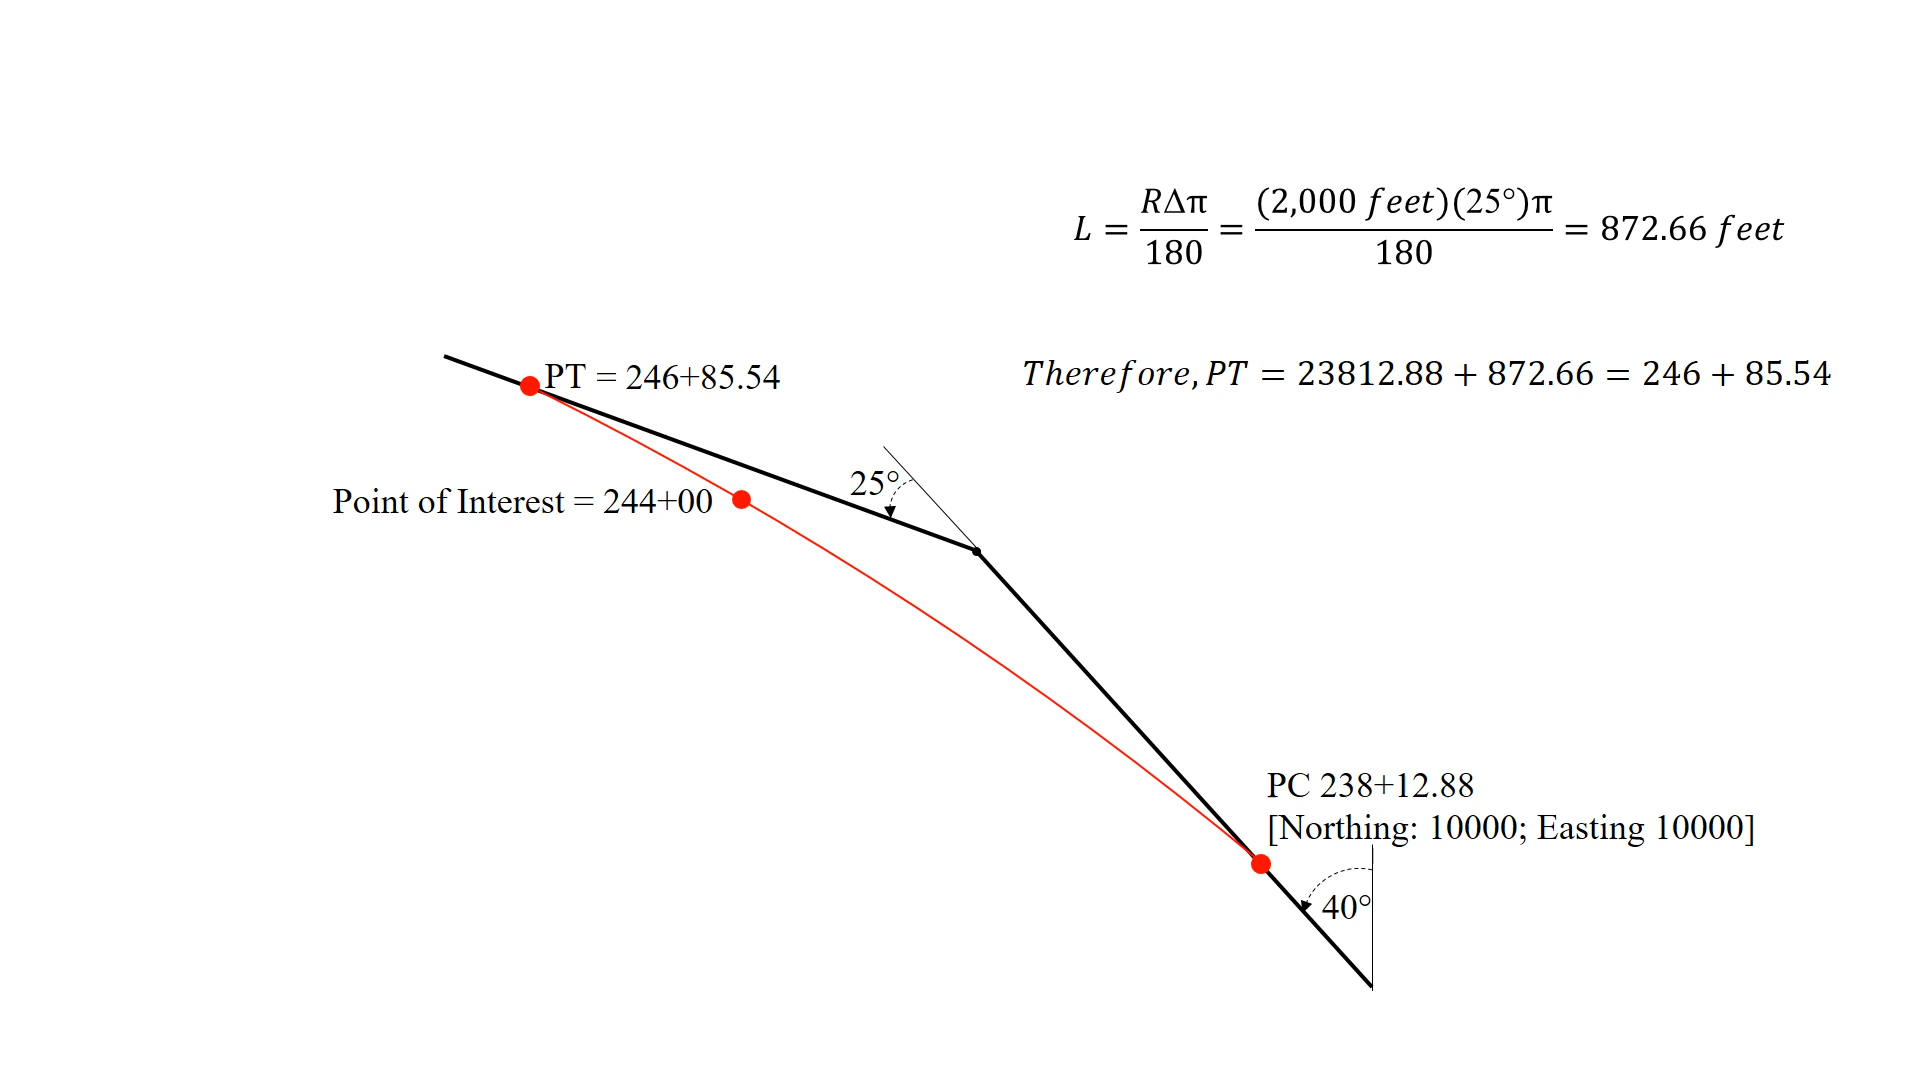 L = RΔπ/180 = (2,000 feet)(25°)π/180 = 872.66 feet
Therefore, PT = 23812.88 + 872.66 = 246 + 85.54
PT = 246+85.54
25°
Point of Interest = 244+00
PC 238+12.88
[Northing: 10000; Easting 10000]
40°